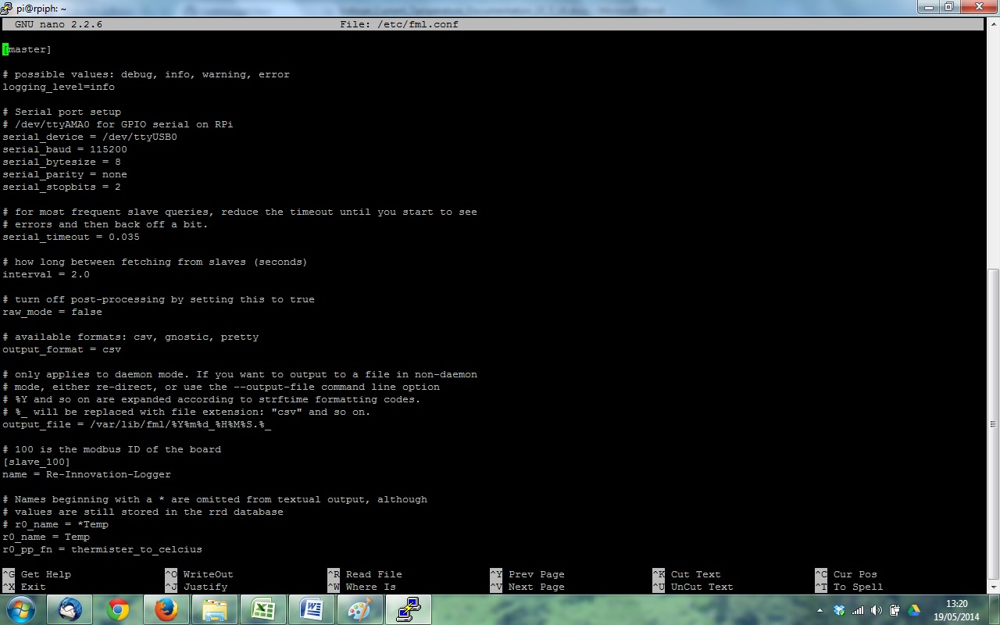 pi@rpiph: ~
GNU nano 2.2.6 File: /etc/fml.conf
[master]
# possible values: debug, info, warning, error
logging_level=info
# Serial port setup
# /dev/ttyAMA0 for GPIO serial on RPi
serial_device = /dev/ttyUSB0
serial_baud = 115200
serial_bytesize = 8
serial_parity = none
serial_stopbits = 2
# for most frequent slave queries, reduce the timeout until you start to see
# errors and then back off a bit.
serial_timeout = 0.035
# how long between fetching from slaves (seconds)
interval = 2.0
# turn off post-processing by setting this to true
raw_mode = false
# available formats: csv, gnostic, pretty
output_format = csv
# only applies to daemon mode. If you want to output to a file in non-daemon
# mode, either re-direct, or use the --output-file command line option
# %Y and so on are expanded according to strftime formatting codes.
# %_ will be replaced with file extension: "csv" and so on.
output_file = /var/lib/fml/%Y%m%d_%H%M%S.%_
# 100 is the modbus ID of the board
[slave_100]
name = Re-Innovation-Logger
# Names beginning with a * are omitted from textual output, although
# values are still stored in the rrd database
# r0_name = *Temp
r0_name = Temp
r0_pp_fn = thermister_to_celcius
^G Get Help ^O WriteOut ^R Read File ^Y Prev Page ^K Cut Text ^C Cur Pos
^X Exit ^J Justify ^W Where Is ^V Next Page ^U UnCut Text ^T To Spell
13:20
19/05/2014